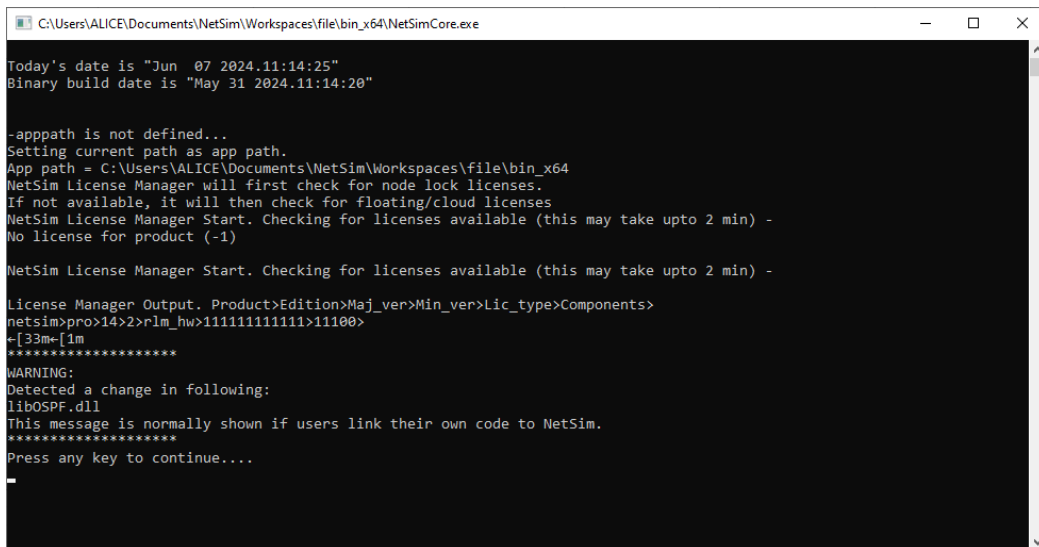 C:\Users\ALICE\Documents\NetSim\Workspaces\file\bin_x64\NetSimCore.exe
Today's date is "Jun  07 2024.11:14:25"
Binary build date is "May 31 2024.11:14:20"
-apppath is not defined...
Setting current path as app path.
App path = C:\Users\ALICE\Documents\NetSim\Workspaces\file\bin_x64
NetSim License Manager will first check for node lock licenses.
If not available, it will then check for floating/cloud licenses
NetSim License Manager Start. Checking for licenses available (this may take upto 2 min) -
No license for product (-1)
NetSim License Manager Start. Checking for licenses available (this may take upto 2 min) -
License Manager Output. Product>Edition>Maj_ver>Min_ver>Lic_type>Components>
netsim>pro>14>2>rlm_hw>111111111111>11100>
←[33m←[1m
********************
WARNING:
Detected a change in following:
libOSPF.dll
This message is normally shown if users link their own code to NetSim.
********************
Press any key to continue....